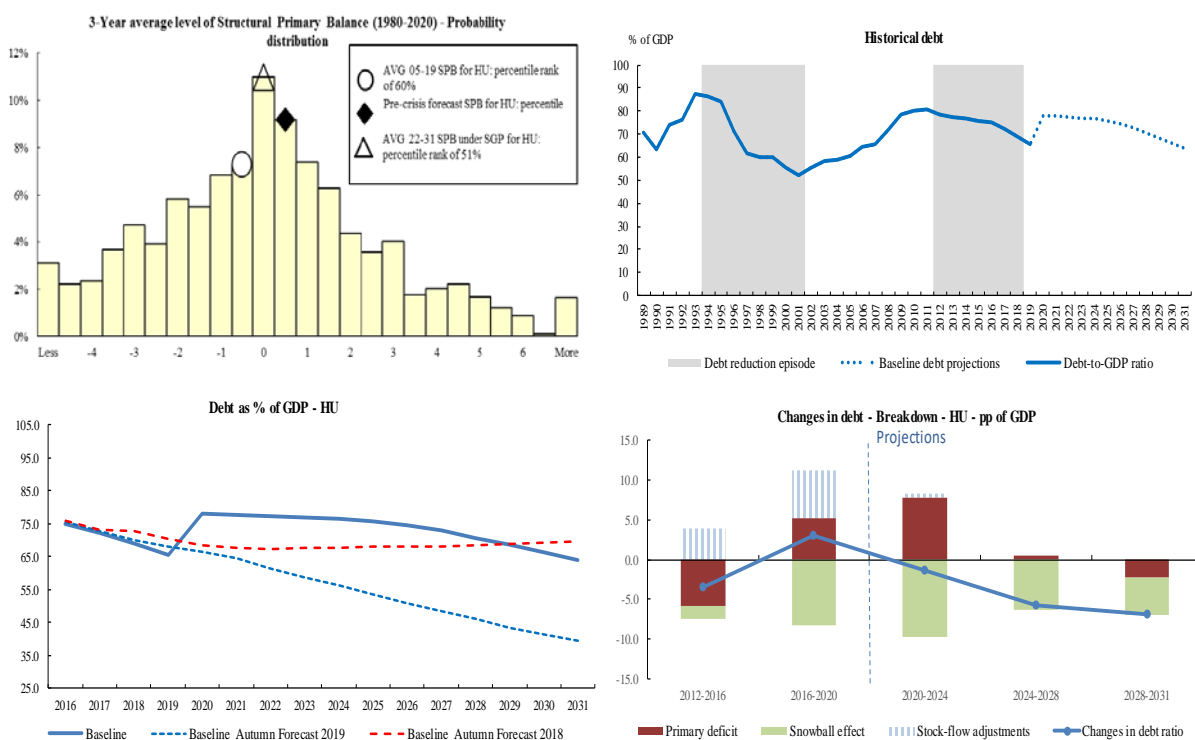 3-Year average level of Structural Primary Balance (1980-2020) - Probability
distribution
12%
10%
8%
6%
4%
2%
0%
AVG 05-19 SPB for HU: percentile rank
of 60%
Pre-crisis forecast SPB for HU: percentile
AVG 22-31 SPB under SGP for HU:
percentile rank of 51%
Less -4 -3 -2 -1 0 1 2 3 4 5 6 More
Historical debt
% of GDP
100
90
80
70
60
50
40
30
20
10
0
1989 1990 1991 1992 1993 1994 1995 1996 1997 1998 1999 2000 2001 2002 2003 2004 2005 2006 2007 2008 2009 2010 2011 2012 2013 2014 2015 2016 2017 2018 2019 2020 2021 2022 2023 2024 2025 2026 2027 2028 2029 2030 2031
Debt reduction episode Baseline debt projections Debt-to-GDP ratio
Debt as % of GDP - HU
105.0
95.0
85.0
75.0
65.0
55.0
45.0
35.0
25.0
2016 2017 2018 2019 2020 2021 2022 2023 2024 2025 2026 2027 2028 2029 2030 2031
Baseline Baseline Autumn Forecast 2019 Baseline Autumn Forecast 2018
Changes in debt - Breakdown - HU - pp of GDP
Projections
15.0
10.0
5.0
0.0
-5.0
-10.0
-15.0
2012-2016 2016-2020 2020-2024 2024-2028 2028-2031
Primary deficit Snowball effect Stock-flow adjustments Changes in debt ratio